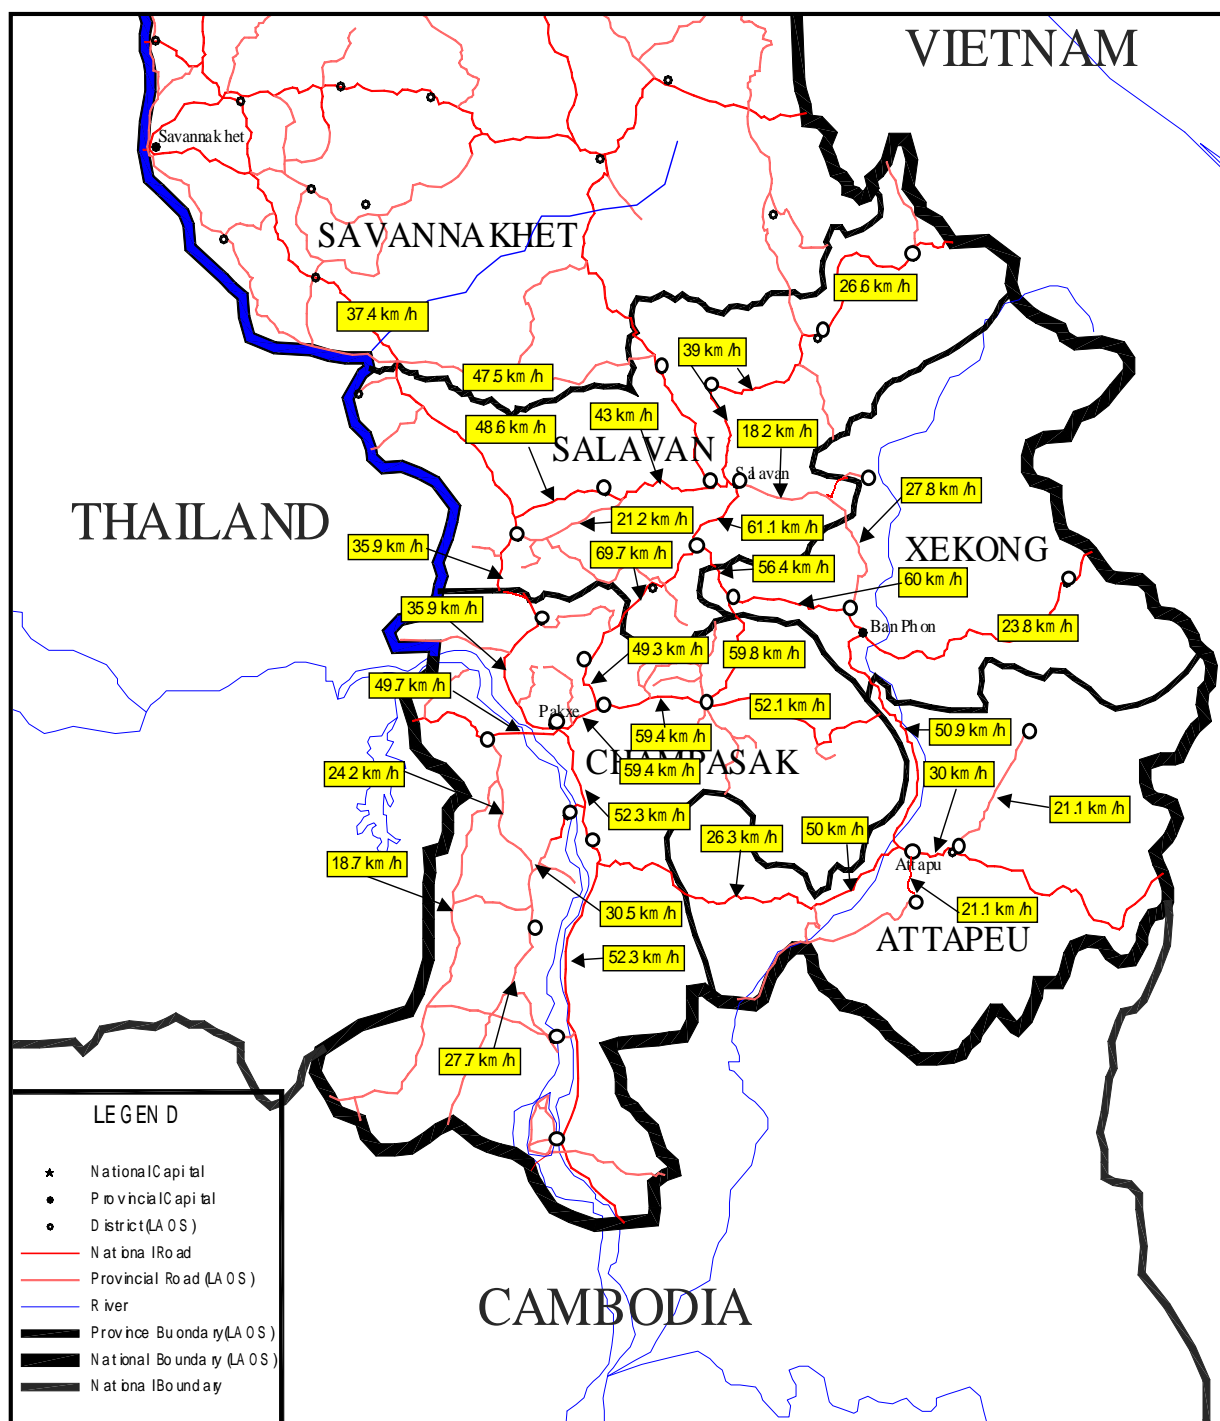 VIETNAM
Savannakhet
SAVANNAKHET
26.6 km/h
37.4 km/h
39 km/h
47.5 km/h
43 km/h
48.6 km/h
18.2 km/h
SALAVAN
Salavan
27.8 km/h
THAILAND
21.2 km/h
61.1 km/h
35.9 km/h
69.7 km/h
XEKONG
56.4 km/h
60 km/h
35.9 km/h
BanPhon
23.8 km/h
49.3 km/h
59.8 km/h
49.7 km/h
52.1 km/h
Pakxe
59.4 km/h
50.9 km/h
CHAMPASAK
59.4 km/h
24.2 km/h
30 km/h
52.3 km/h
21.1 km/h
26.3 km/h
50 km/h
18.7 km/h
Attapu
30.5 km/h
21.1 km/h
ATTAPEU
52.3 km/h
27.7 km/h
LEGEND
National Capital
Provincial Capital
District (LAOS)
National Road
Provincial Road (LAOS)
River
Province Buondary (LAOS)
National Boundary (LAOS)
National Boundary
CAMBODIA